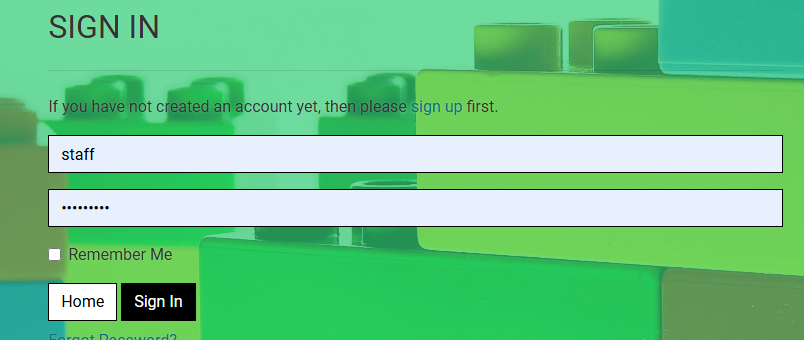 SIGN IN
If you have not created an account yet, then please sign up first.
staff
•••••••••
Remember Me
Home Sign In
Forgot Password?